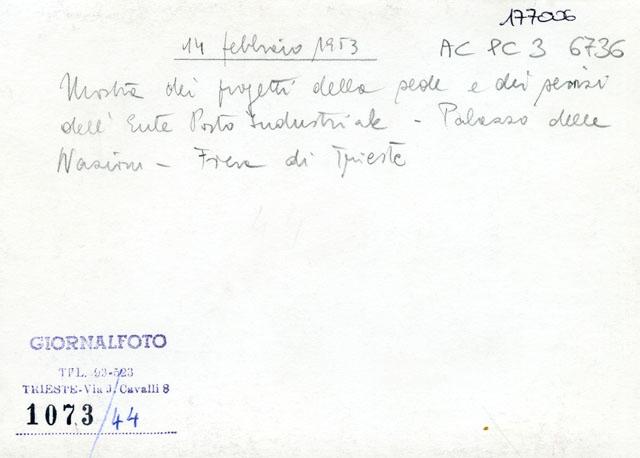 177006
14 febbraio 1953 AC PC 3 6736
Mostra dei progetti della sede e dei servizi
dell' Ente Porto Industriale - Palazzo delle
Nazioni - Fiera di Trieste
GIORNALFOTO
TEL. 93-523
TRIESTE-Via J. Cavalli 8
1073/44